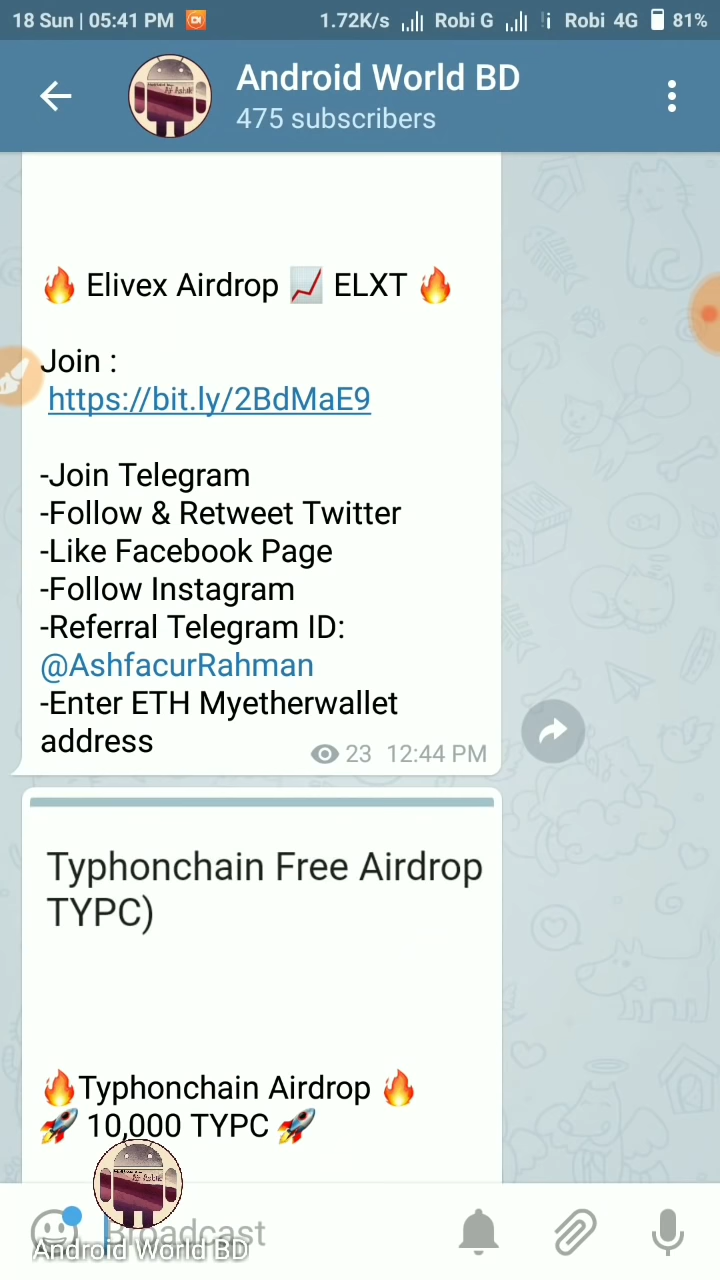 18 Sun | 05:41 PM 1.72K/s Robi G Robi 4G 81%
Android World BD
475 subscribers
🔥 Elivex Airdrop 📈 ELXT 🔥
Join :
https://bit.ly/2BdMaE9
-Join Telegram
-Follow & Retweet Twitter
-Like Facebook Page
-Follow Instagram
-Referral Telegram ID:
@AshfacurRahman
-Enter ETH Myetherwallet
address
23 12:44 PM
Typhonchain Free Airdrop
TYPC)
🔥Typhonchain Airdrop 🔥
🚀 10,000 TYPC 🚀
Broadcast
Android World BD